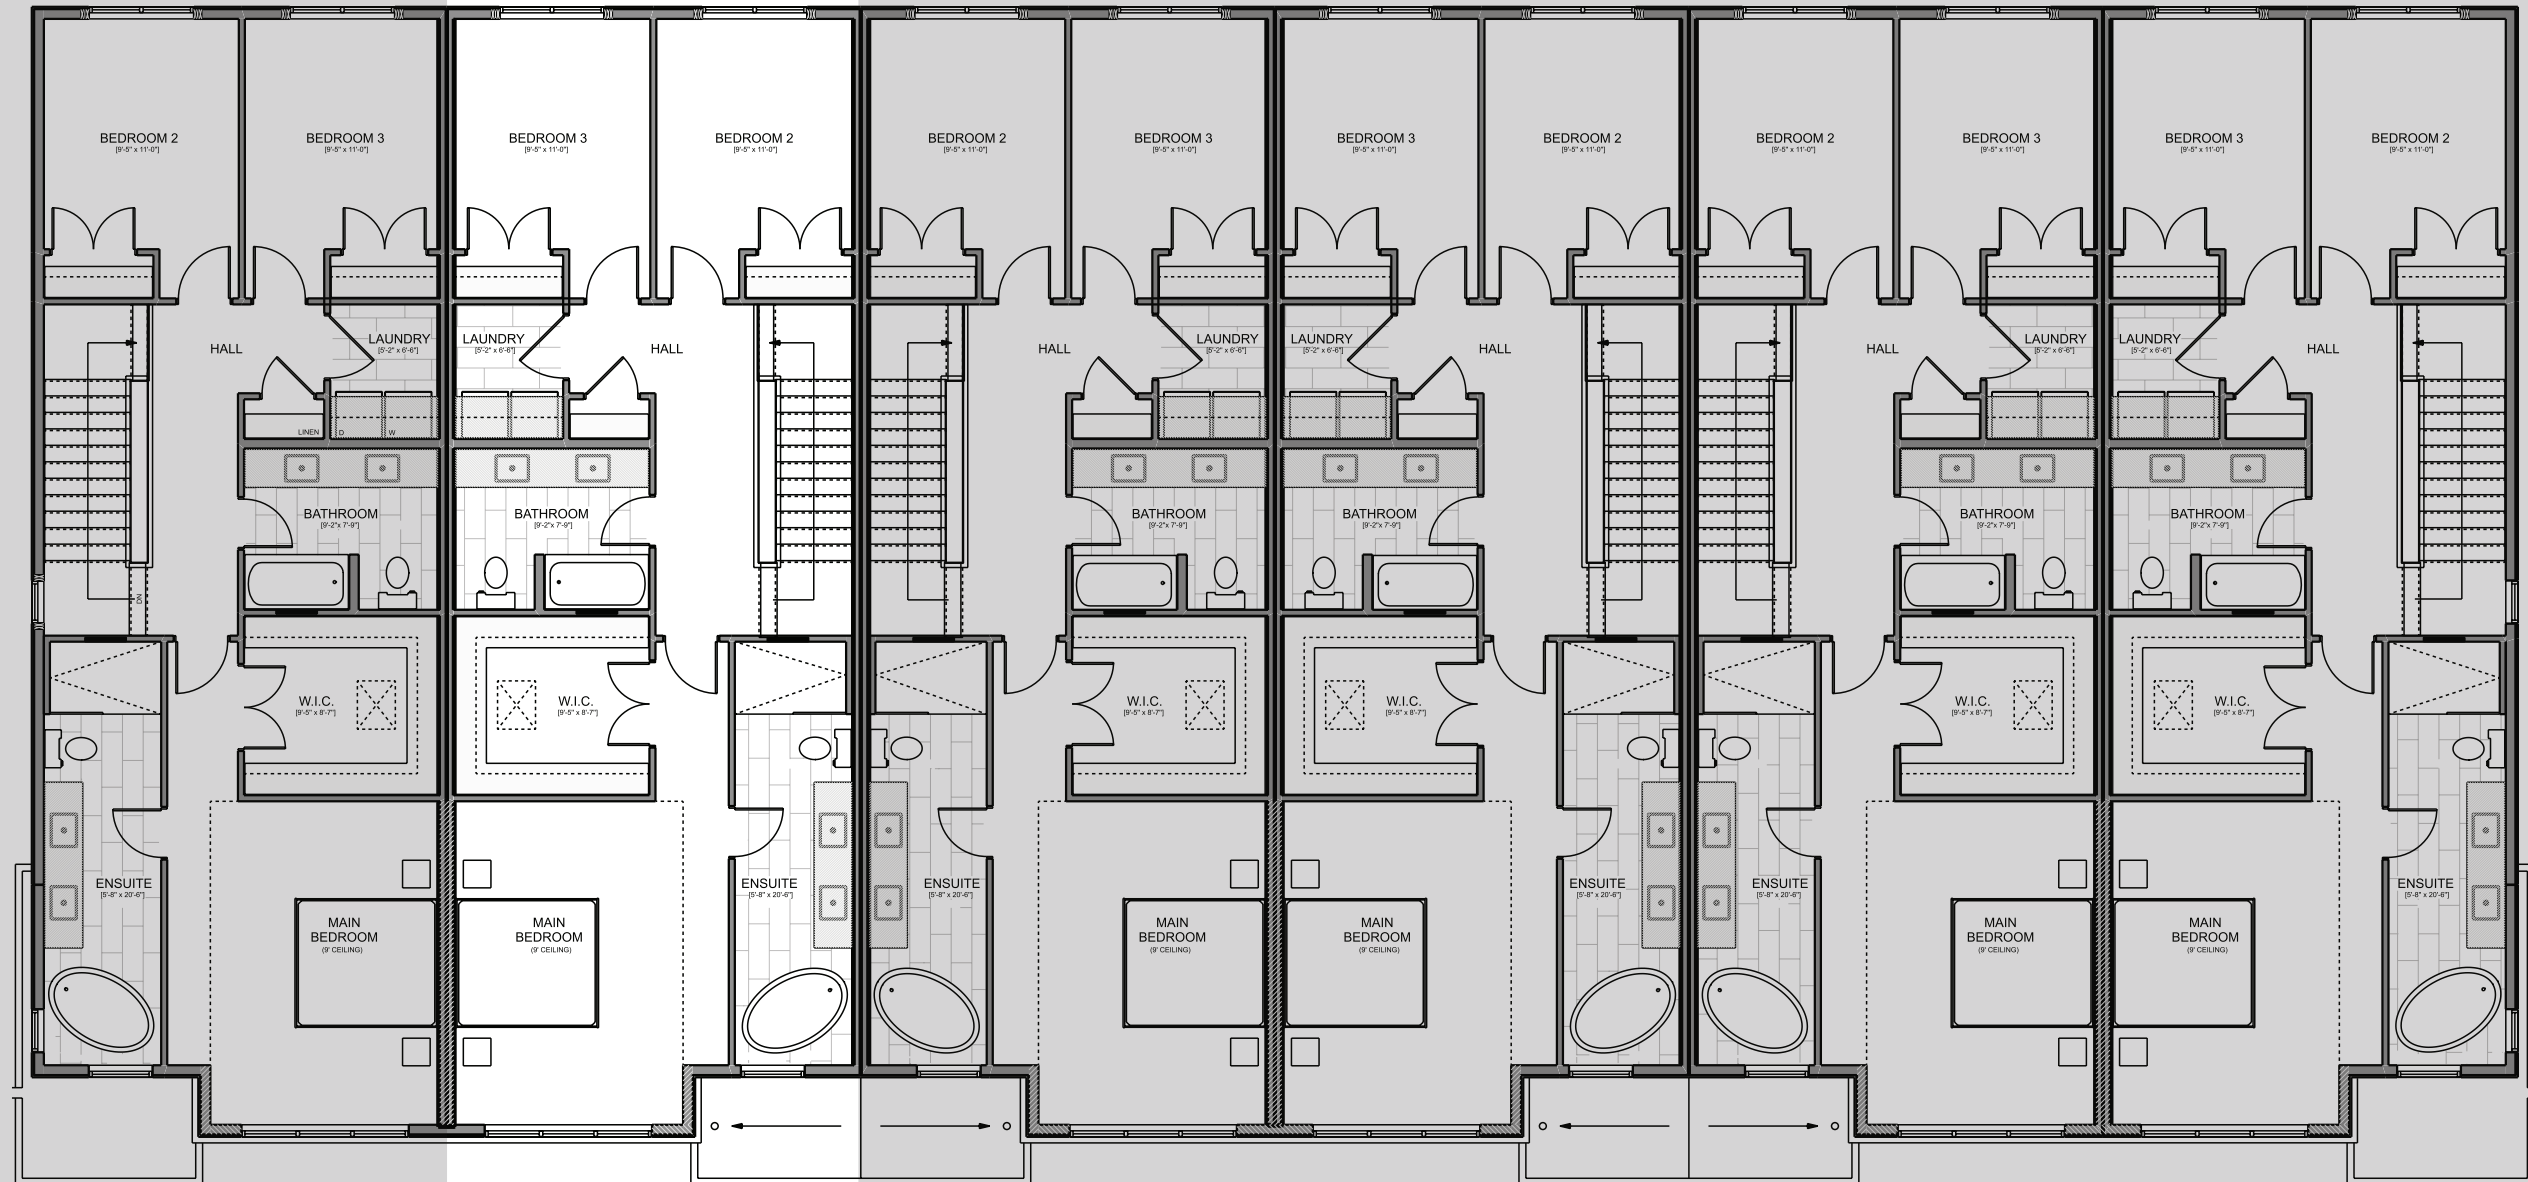 BEDROOM 2
[9'-5" x 11'-0"]
BEDROOM 3
[9'-5" x 11'-0"]
BEDROOM 3
[9'-5" x 11'-0"]
BEDROOM 2
[9'-5" x 11'-0"]
BEDROOM 2
[9'-5" x 11'-0"]
BEDROOM 3
[9'-5" x 11'-0"]
BEDROOM 3
[9'-5" x 11'-0"]
BEDROOM 2
[9'-5" x 11'-0"]
BEDROOM 2
[9'-5" x 11'-0"]
BEDROOM 3
[9'-5" x 11'-0"]
BEDROOM 3
[9'-5" x 11'-0"]
BEDROOM 2
[9'-5" x 11'-0"]
HALL
LAUNDRY
[5'-2" x 6'-6"]
LAUNDRY
[5'-2" x 6'-6"]
HALL
HALL
LAUNDRY
[5'-2" x 6'-6"]
LAUNDRY
[5'-2" x 6'-6"]
HALL
HALL
LAUNDRY
[5'-2" x 6'-6"]
LAUNDRY
[5'-2" x 6'-6"]
HALL
LINEN
D
W
BATHROOM
[9'-2"x 7'-9"]
BATHROOM
[9'-2"x 7'-9"]
BATHROOM
[9'-2"x 7'-9"]
BATHROOM
[9'-2"x 7'-9"]
BATHROOM
[9'-2"x 7'-9"]
BATHROOM
[9'-2"x 7'-9"]
DN
W.I.C.
[9'-5" x 8'-7"]
W.I.C.
[9'-5" x 8'-7"]
W.I.C.
[9'-5" x 8'-7"]
W.I.C.
[9'-5" x 8'-7"]
W.I.C.
[9'-5" x 8'-7"]
W.I.C.
[9'-5" x 8'-7"]
ENSUITE
[5'-8" x 20'-6"]
ENSUITE
[5'-8" x 20'-6"]
ENSUITE
[5'-8" x 20'-6"]
ENSUITE
[5'-8" x 20'-6"]
ENSUITE
[5'-8" x 20'-6"]
ENSUITE
[5'-8" x 20'-6"]
MAIN
BEDROOM
(9' CEILING)
MAIN
BEDROOM
(9' CEILING)
MAIN
BEDROOM
(9' CEILING)
MAIN
BEDROOM
(9' CEILING)
MAIN
BEDROOM
(9' CEILING)
MAIN
BEDROOM
(9' CEILING)